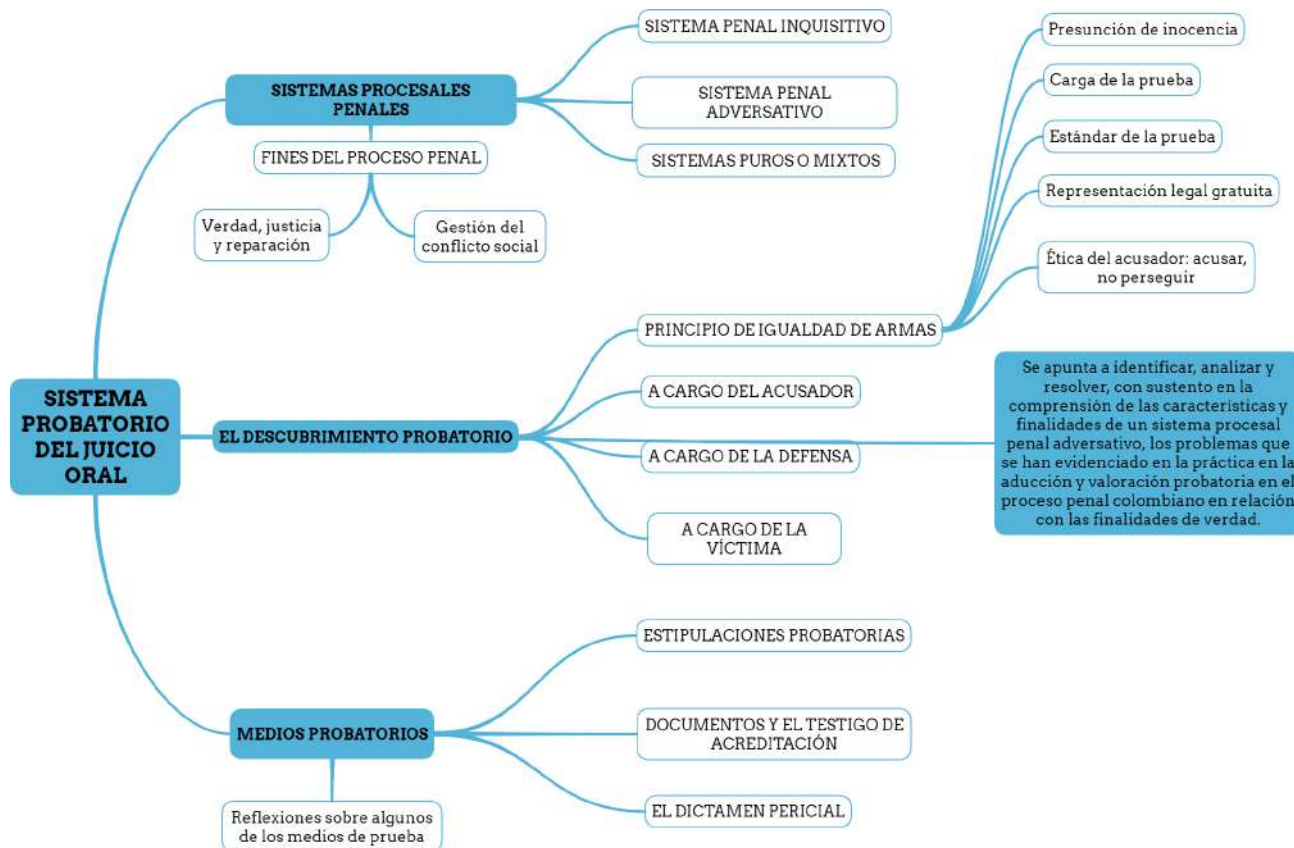 SISTEMA
PROBATORIO
DEL JUICIO
ORAL
SISTEMAS PROCESALES
PENALES
FINES DEL PROCESO PENAL
Verdad, justicia
y reparación
Gestión del
conflicto social
SISTEMA PENAL INQUISITIVO
SISTEMA PENAL
ADVERSATIVO
SISTEMAS PUROS O MIXTOS
EL DESCUBRIMIENTO PROBATORIO
PRINCIPIO DE IGUALDAD DE ARMAS
Presunción de inocencia
Carga de la prueba
Estándar de la prueba
Representación legal gratuita
Ética del acusador: acusar,
no perseguir
A CARGO DEL ACUSADOR
A CARGO DE LA DEFENSA
A CARGO DE LA
VÍCTIMA
Se apunta a identificar, analizar y
resolver, con sustento en la
comprensión de las características y
finalidades de un sistema procesal
penal adversativo, los problemas que
se han evidenciado en la práctica en la
aducción y valoración probatoria en el
proceso penal colombiano en relación
con las finalidades de verdad.
MEDIOS PROBATORIOS
Reflexiones sobre algunos
de los medios de prueba
ESTIPULACIONES PROBATORIAS
DOCUMENTOS Y EL TESTIGO DE
ACREDITACIÓN
EL DICTAMEN PERICIAL